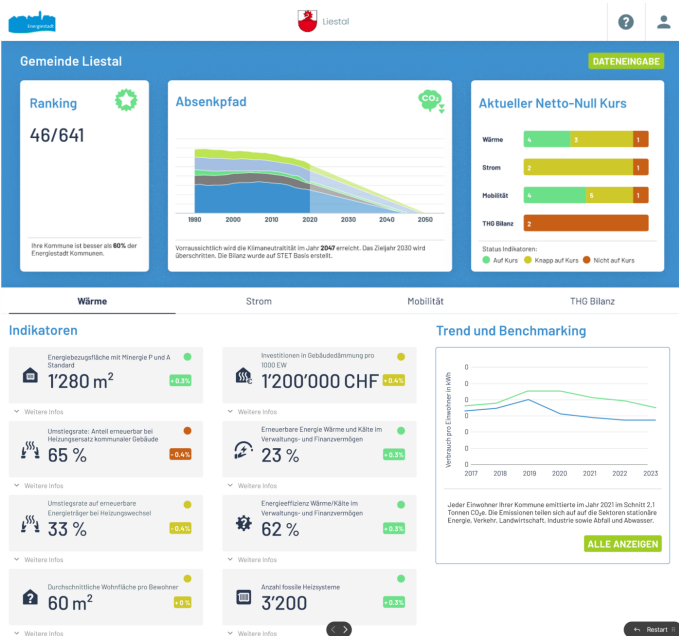 Energiestadt
Liestal
?
Gemeinde Liestal
DATENEINGABE
Ranking
46/641
Ihre Kommune ist besser als 60% der
Energiestadt Kommunen.
Absenkpfad
CO₂
1990 2000 2010 2020 2030 2040 2050
Vorraussichtlich wird die Klimaneutraltität im Jahr 2047 erreicht. Das Zieljahr 2030 wird
überschritten. Die Bilanz wurde auf STET Basis erstellt.
Aktueller Netto-Null Kurs
Wärme 4 3 1
Strom 2 1
Mobilität 4 5 1
THG Bilanz 2
Status Indikatoren:
Auf Kurs Knapp auf Kurs Nicht auf Kurs
Wärme Strom Mobilität THG Bilanz
Indikatoren
Energiebezugsfläche mit Minergie P und A
Standard
1'280 m²
+ 0.3%
Weitere Infos
Investitionen in Gebäudedämmung pro
1000 EW
1'200'000 CHF
+ 0.4%
Weitere Infos
Umstiegsrate: Anteil erneuerbar bei
Heizungsersatz kommunaler Gebäude
65 %
- 0.4%
Weitere Infos
Erneuerbare Energie Wärme und Kälte im
Verwaltungs- und Finanzvermögen
23 %
+ 0.3%
Weitere Infos
Umstiegsrate auf erneuerbare
Energieträger bei Heizungswechsel
33 %
- 0.4%
Weitere Infos
Energieeffizienz Wärme/Kälte im
Verwaltungs- und Finanzvermögen
62 %
+ 0.3%
Weitere Infos
Durchschnittliche Wohnfläche pro Bewohner
60 m²
+ 0 %
Weitere Infos
Anzahl fossile Heizsysteme
3'200
+ 0.3%
Weitere Infos
Trend und Benchmarking
Verbrauch pro Einwohner in kWh
0
0
0
0
0
0
0
2017 2018 2019 2020 2021 2022 2023
Jeder Einwohner Ihrer Kommune emittierte im Jahr 2021 im Schnitt 2,1
Tonnen CO₂e. Die Emissionen teilen sich auf auf die Sektoren stationäre
Energie, Verkehr, Landwirtschaft, Industrie sowie Abfall und Abwasser.
ALLE ANZEIGEN
Restart R